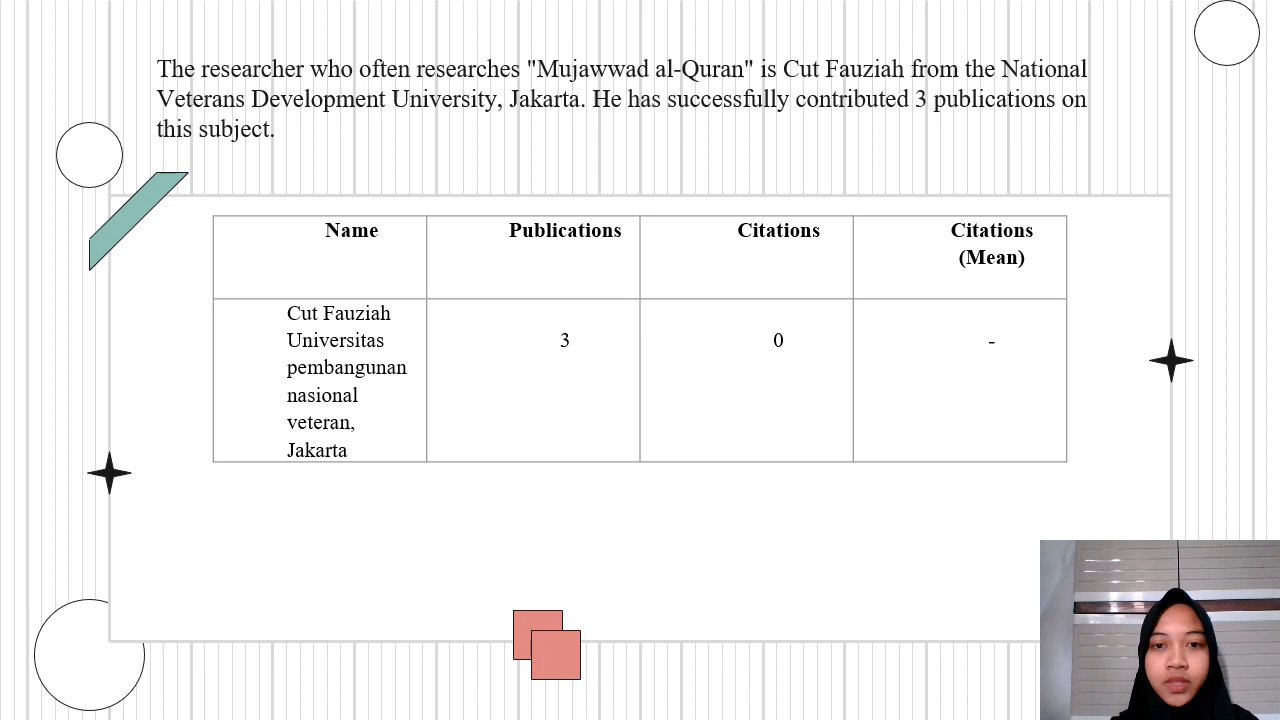 The researcher who often researches "Mujawwad al-Quran" is Cut Fauziah from the National
Veterans Development University, Jakarta. He has successfully contributed 3 publications on
this subject.
Name
Publications
Citations
Citations
(Mean)
Cut Fauziah
Universitas
pembangunan
nasional
veteran,
Jakarta
3
0
-